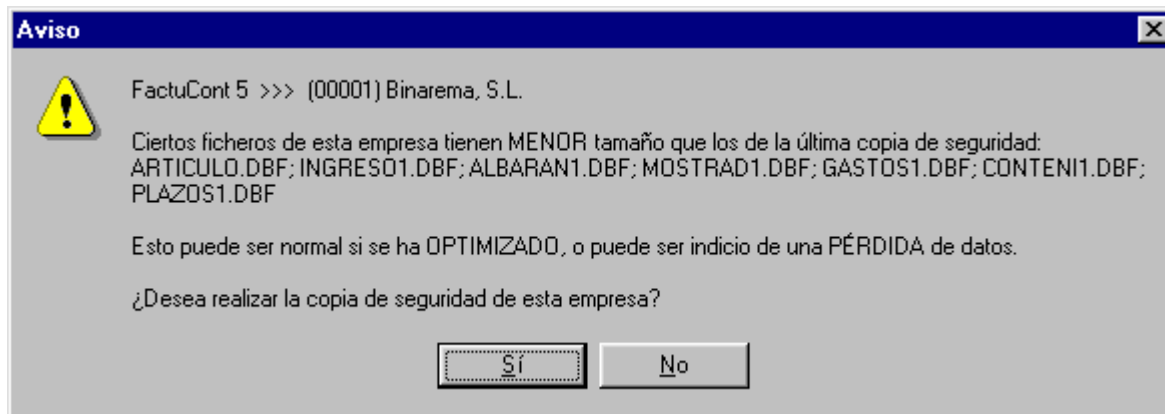 Aviso
FactuCont 5 >>> (00001) Binarema, S.L.
Ciertos ficheros de esta empresa tienen MENOR tamaño que los de la última copia de seguridad:
ARTICULO.DBF; INGRESO1.DBF; ALBARAN1.DBF; MOSTRAD1.DBF; GASTOS1.DBF; CONTENI1.DBF;
PLAZOS1.DBF
Esto puede ser normal si se ha OPTIMIZADO, o puede ser indicio de una PÉRDIDA de datos.
¿Desea realizar la copia de seguridad de esta empresa?
Sí No